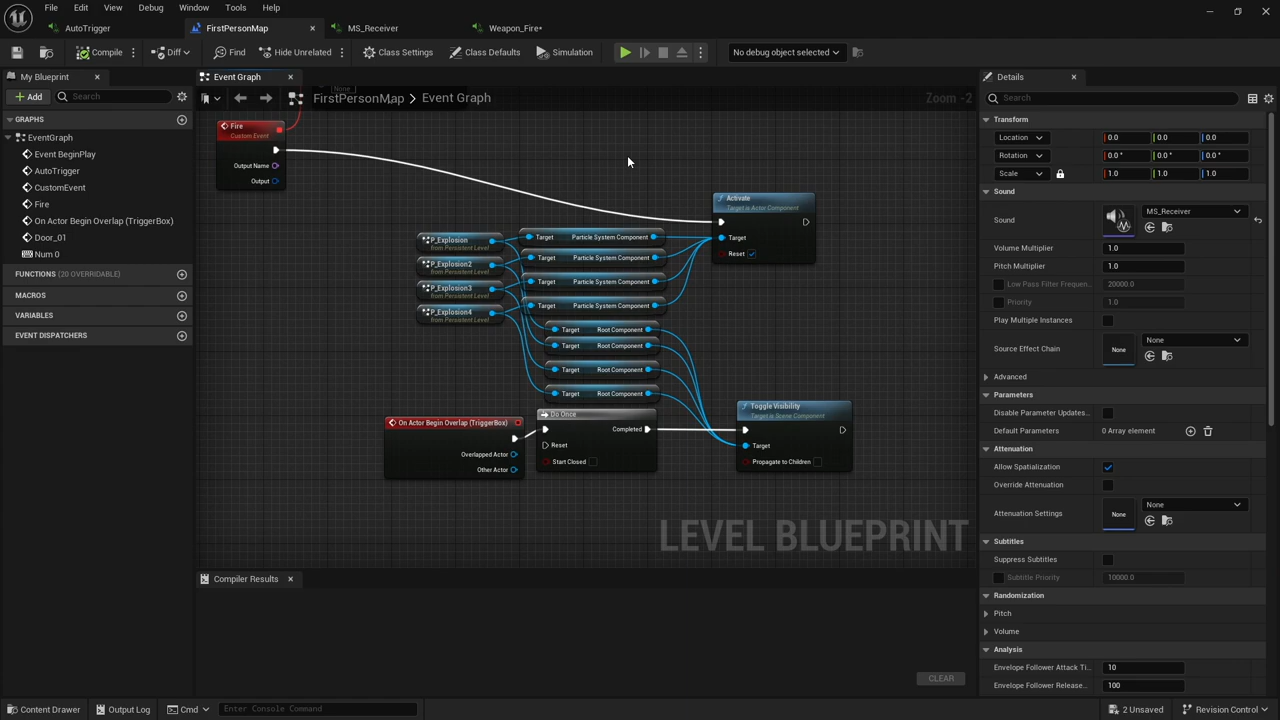 File Edit Asset View Debug Window Tools Help
AutoTrigger FirstPersonMap MS_Receiver Weapon_Fire*
Compile Diff Find Hide Unrelated Class Settings Class Defaults Simulation No debug object selected
My Blueprint Event Graph Details
Add Search FirstPersonMap > Event Graph Zoom -2 Search
None
GRAPHS
EventGraph
Event BeginPlay
AutoTrigger
CustomEvent
Fire
On Actor Begin Overlap (TriggerBox)
Door_01
Num 0
FUNCTIONS (20 OVERRIDABLE)
MACROS
VARIABLES
EVENT DISPATCHERS
Fire
Custom Event
Output Name
Output
P_Explosion
from Persistent Level
P_Explosion2
from Persistent Level
P_Explosion3
from Persistent Level
P_Explosion4
from Persistent Level
Target Particle System Component
Target Particle System Component
Target Particle System Component
Target Particle System Component
Target Root Component
Target Root Component
Target Root Component
Target Root Component
Activate
Target is Actor Component
Target
Reset
On Actor Begin Overlap (TriggerBox)
Overlapped Actor
Other Actor
Do Once
Completed
Reset
Start Closed
Toggle Visibility
Target is Scene Component
Target
Propagate to Children
LEVEL BLUEPRINT
Compiler Results
CLEAR
Transform
Location 0.0 0.0 0.0
Rotation 0.0° 0.0° 0.0°
Scale 1.0 1.0 1.0
Sound
Sound MS_Receiver
Volume Multiplier 1.0
Pitch Multiplier 1.0
Low Pass Filter Frequen... 20000.0
Priority 1.0
Play Multiple Instances
Source Effect Chain None None
Advanced
Parameters
Disable Parameter Updates...
Default Parameters 0 Array element
Attenuation
Allow Spatialization
Override Attenuation
Attenuation Settings None None
Subtitles
Suppress Subtitles
Subtitle Priority 10000.0
Randomization
Pitch
Volume
Analysis
Envelope Follower Attack Ti... 10
Envelope Follower Release... 100
Content Drawer Output Log Cmd Enter Console Command 2 Unsaved Revision Control